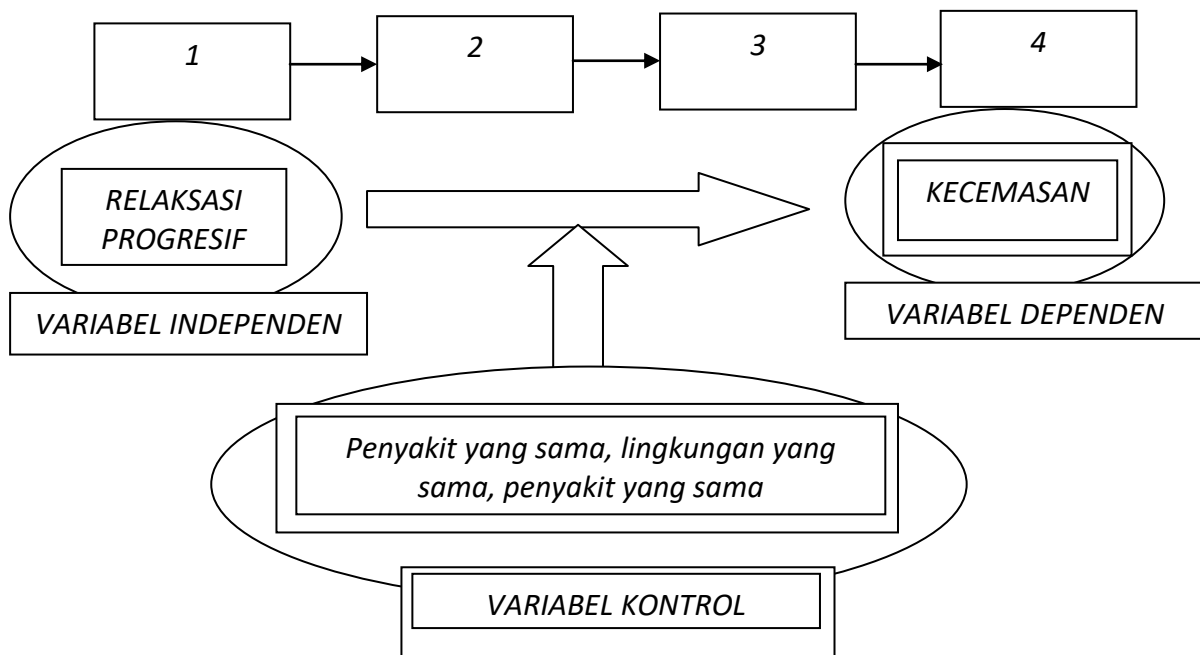 1
2
3
4
RELAKSASI
PROGRESIF
KECEMASAN
VARIABEL INDEPENDEN
VARIABEL DEPENDEN
Penyakit yang sama, lingkungan yang
sama, penyakit yang sama
VARIABEL KONTROL